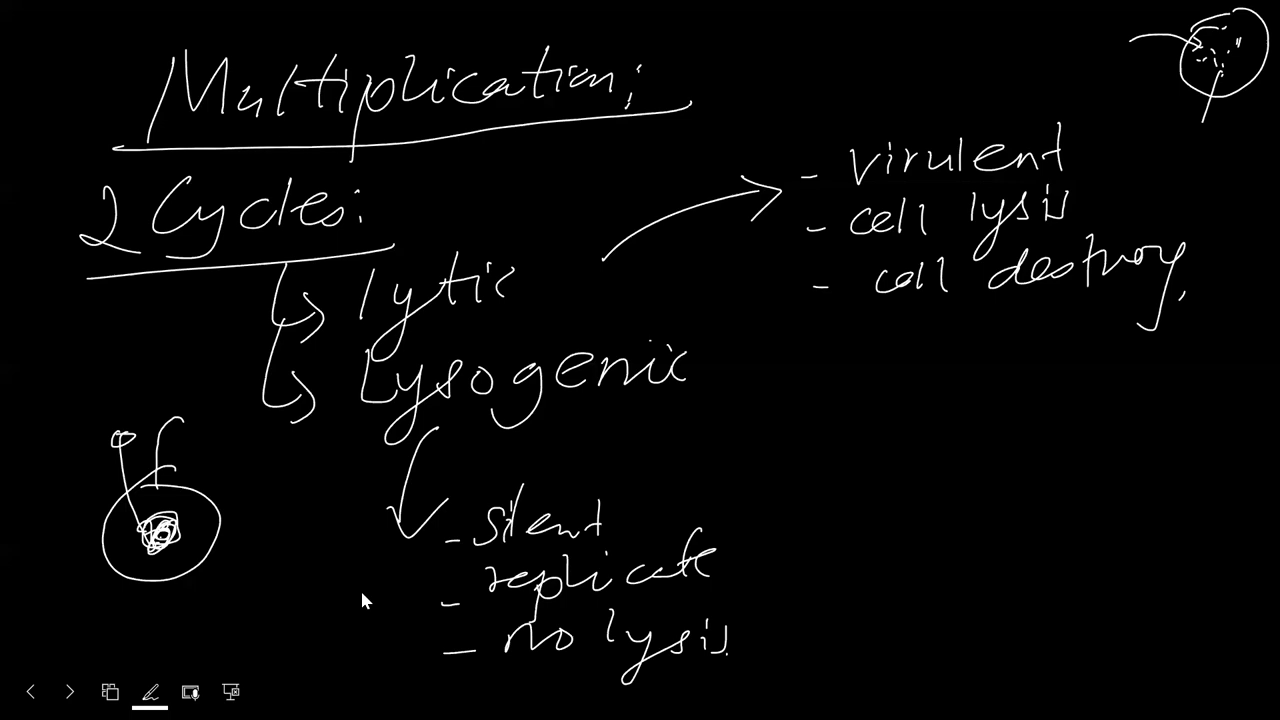 Multiplication;
2 Cycles:
↳ lytic
↳ Lysogenic
- virulent
- cell lysis
- cell destroy,
- silent
replicate
- no lysis.